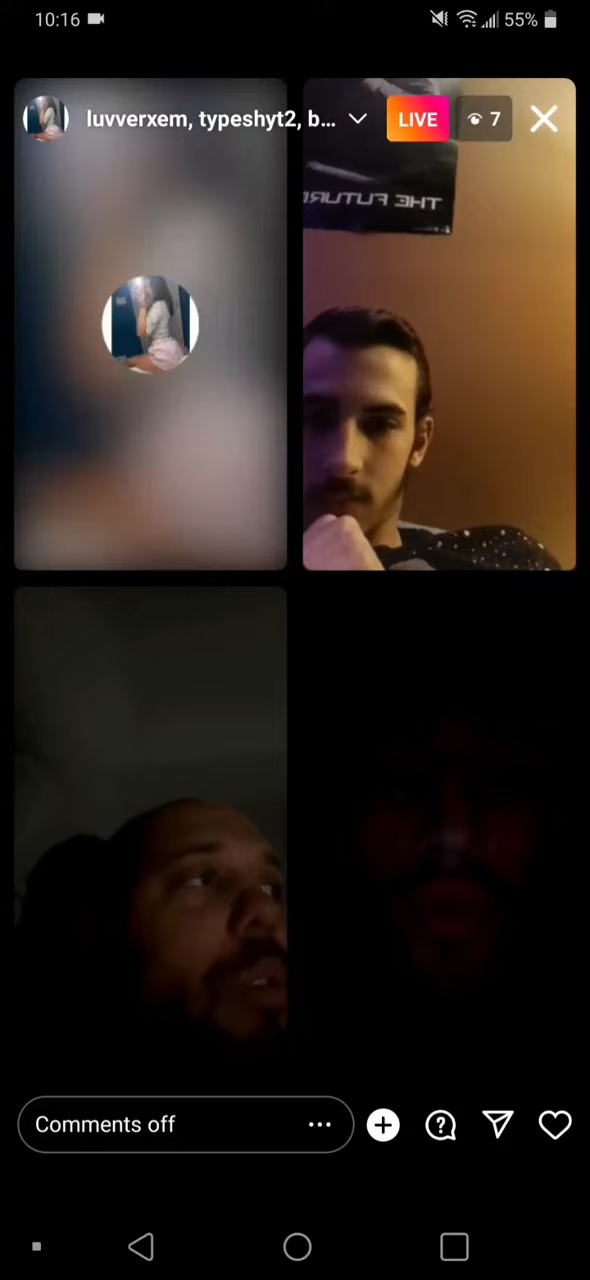 10:16
55%
luvverxem, typeshyt2, b...
LIVE
7
THE FUTUR
Comments off